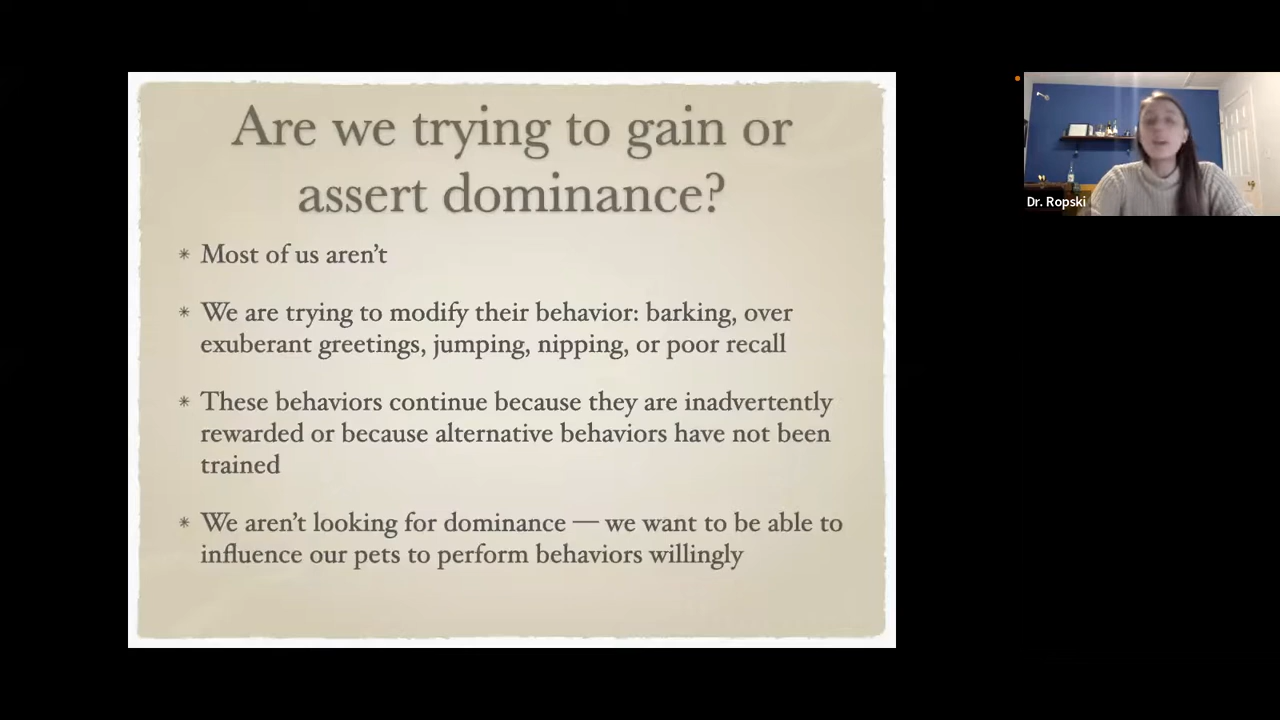 Are we trying to gain or
assert dominance?
* Most of us aren’t
* We are trying to modify their behavior: barking, over
exuberant greetings, jumping, nipping, or poor recall
* These behaviors continue because they are inadvertently
rewarded or because alternative behaviors have not been
trained
* We aren’t looking for dominance — we want to be able to
influence our pets to perform behaviors willingly
Dr. Ropski